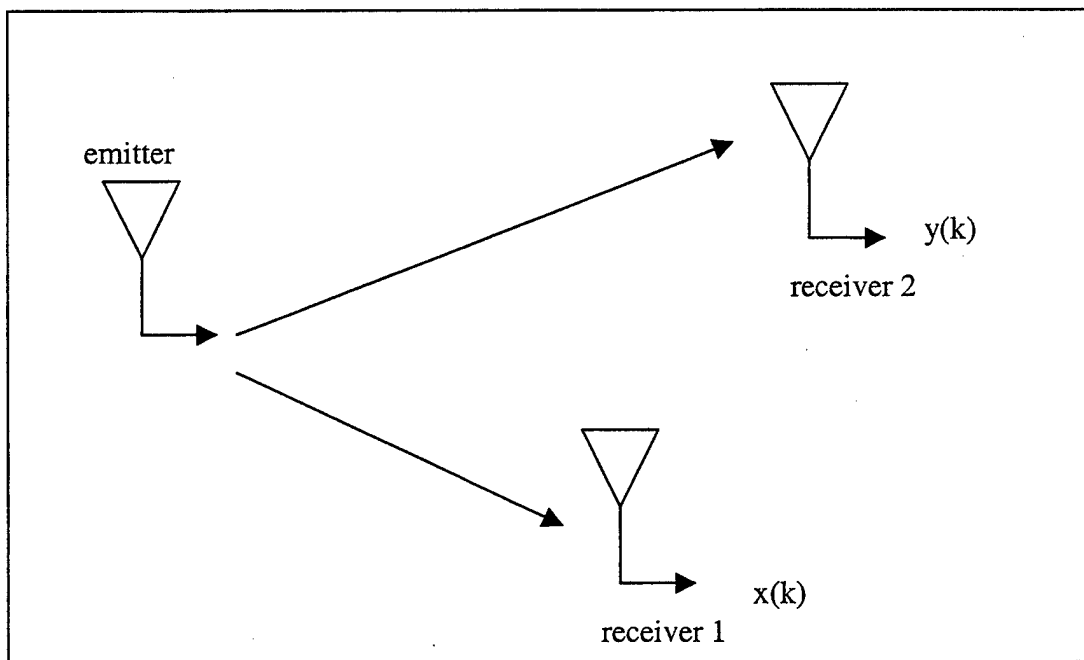 emitter
y(k)
receiver 2
x(k)
receiver 1